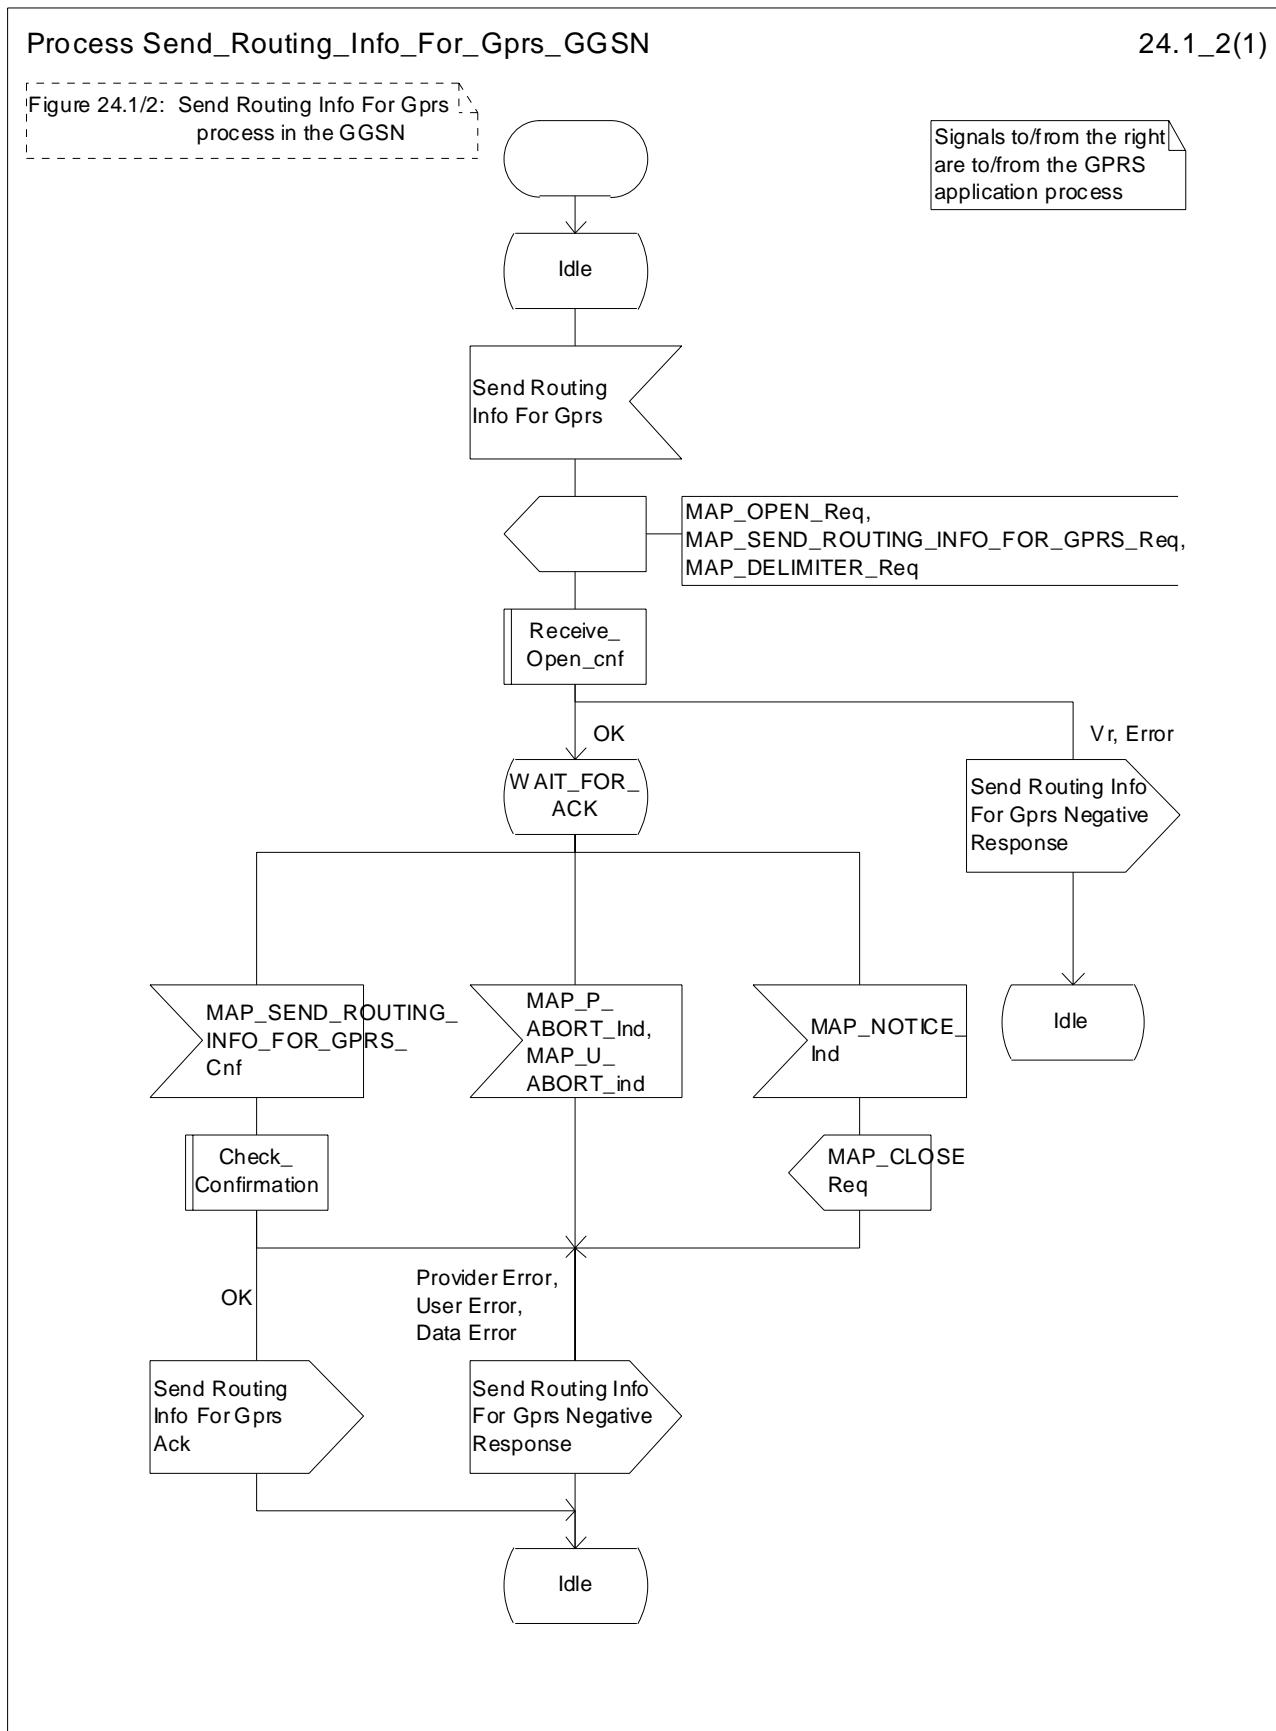 Process Send_Routing_Info_For_Gprs_GGSN
24.1_2(1)
Figure 24.1/2: Send Routing Info For Gprs
process in the GGSN
Signals to/from the right
are to/from the GPRS
application process
Idle
Send Routing
Info For Gprs
MAP_OPEN_Req,
MAP_SEND_ROUTING_INFO_FOR_GPRS_Req,
MAP_DELIMITER_Req
Receive_
Open_cnf
OK
Vr, Error
WAIT_FOR_
ACK
Send Routing Info
For Gprs Negative
Response
MAP_SEND_ROUTING_
INFO_FOR_GPRS_
Cnf
MAP_P_
ABORT_Ind,
MAP_U_
ABORT_ind
MAP_NOTICE_
Ind
Idle
Check_
Confirmation
MAP_CLOSE
Req
OK
Provider Error,
User Error,
Data Error
Send Routing
Info For Gprs
Ack
Send Routing Info
For Gprs Negative
Response
Idle